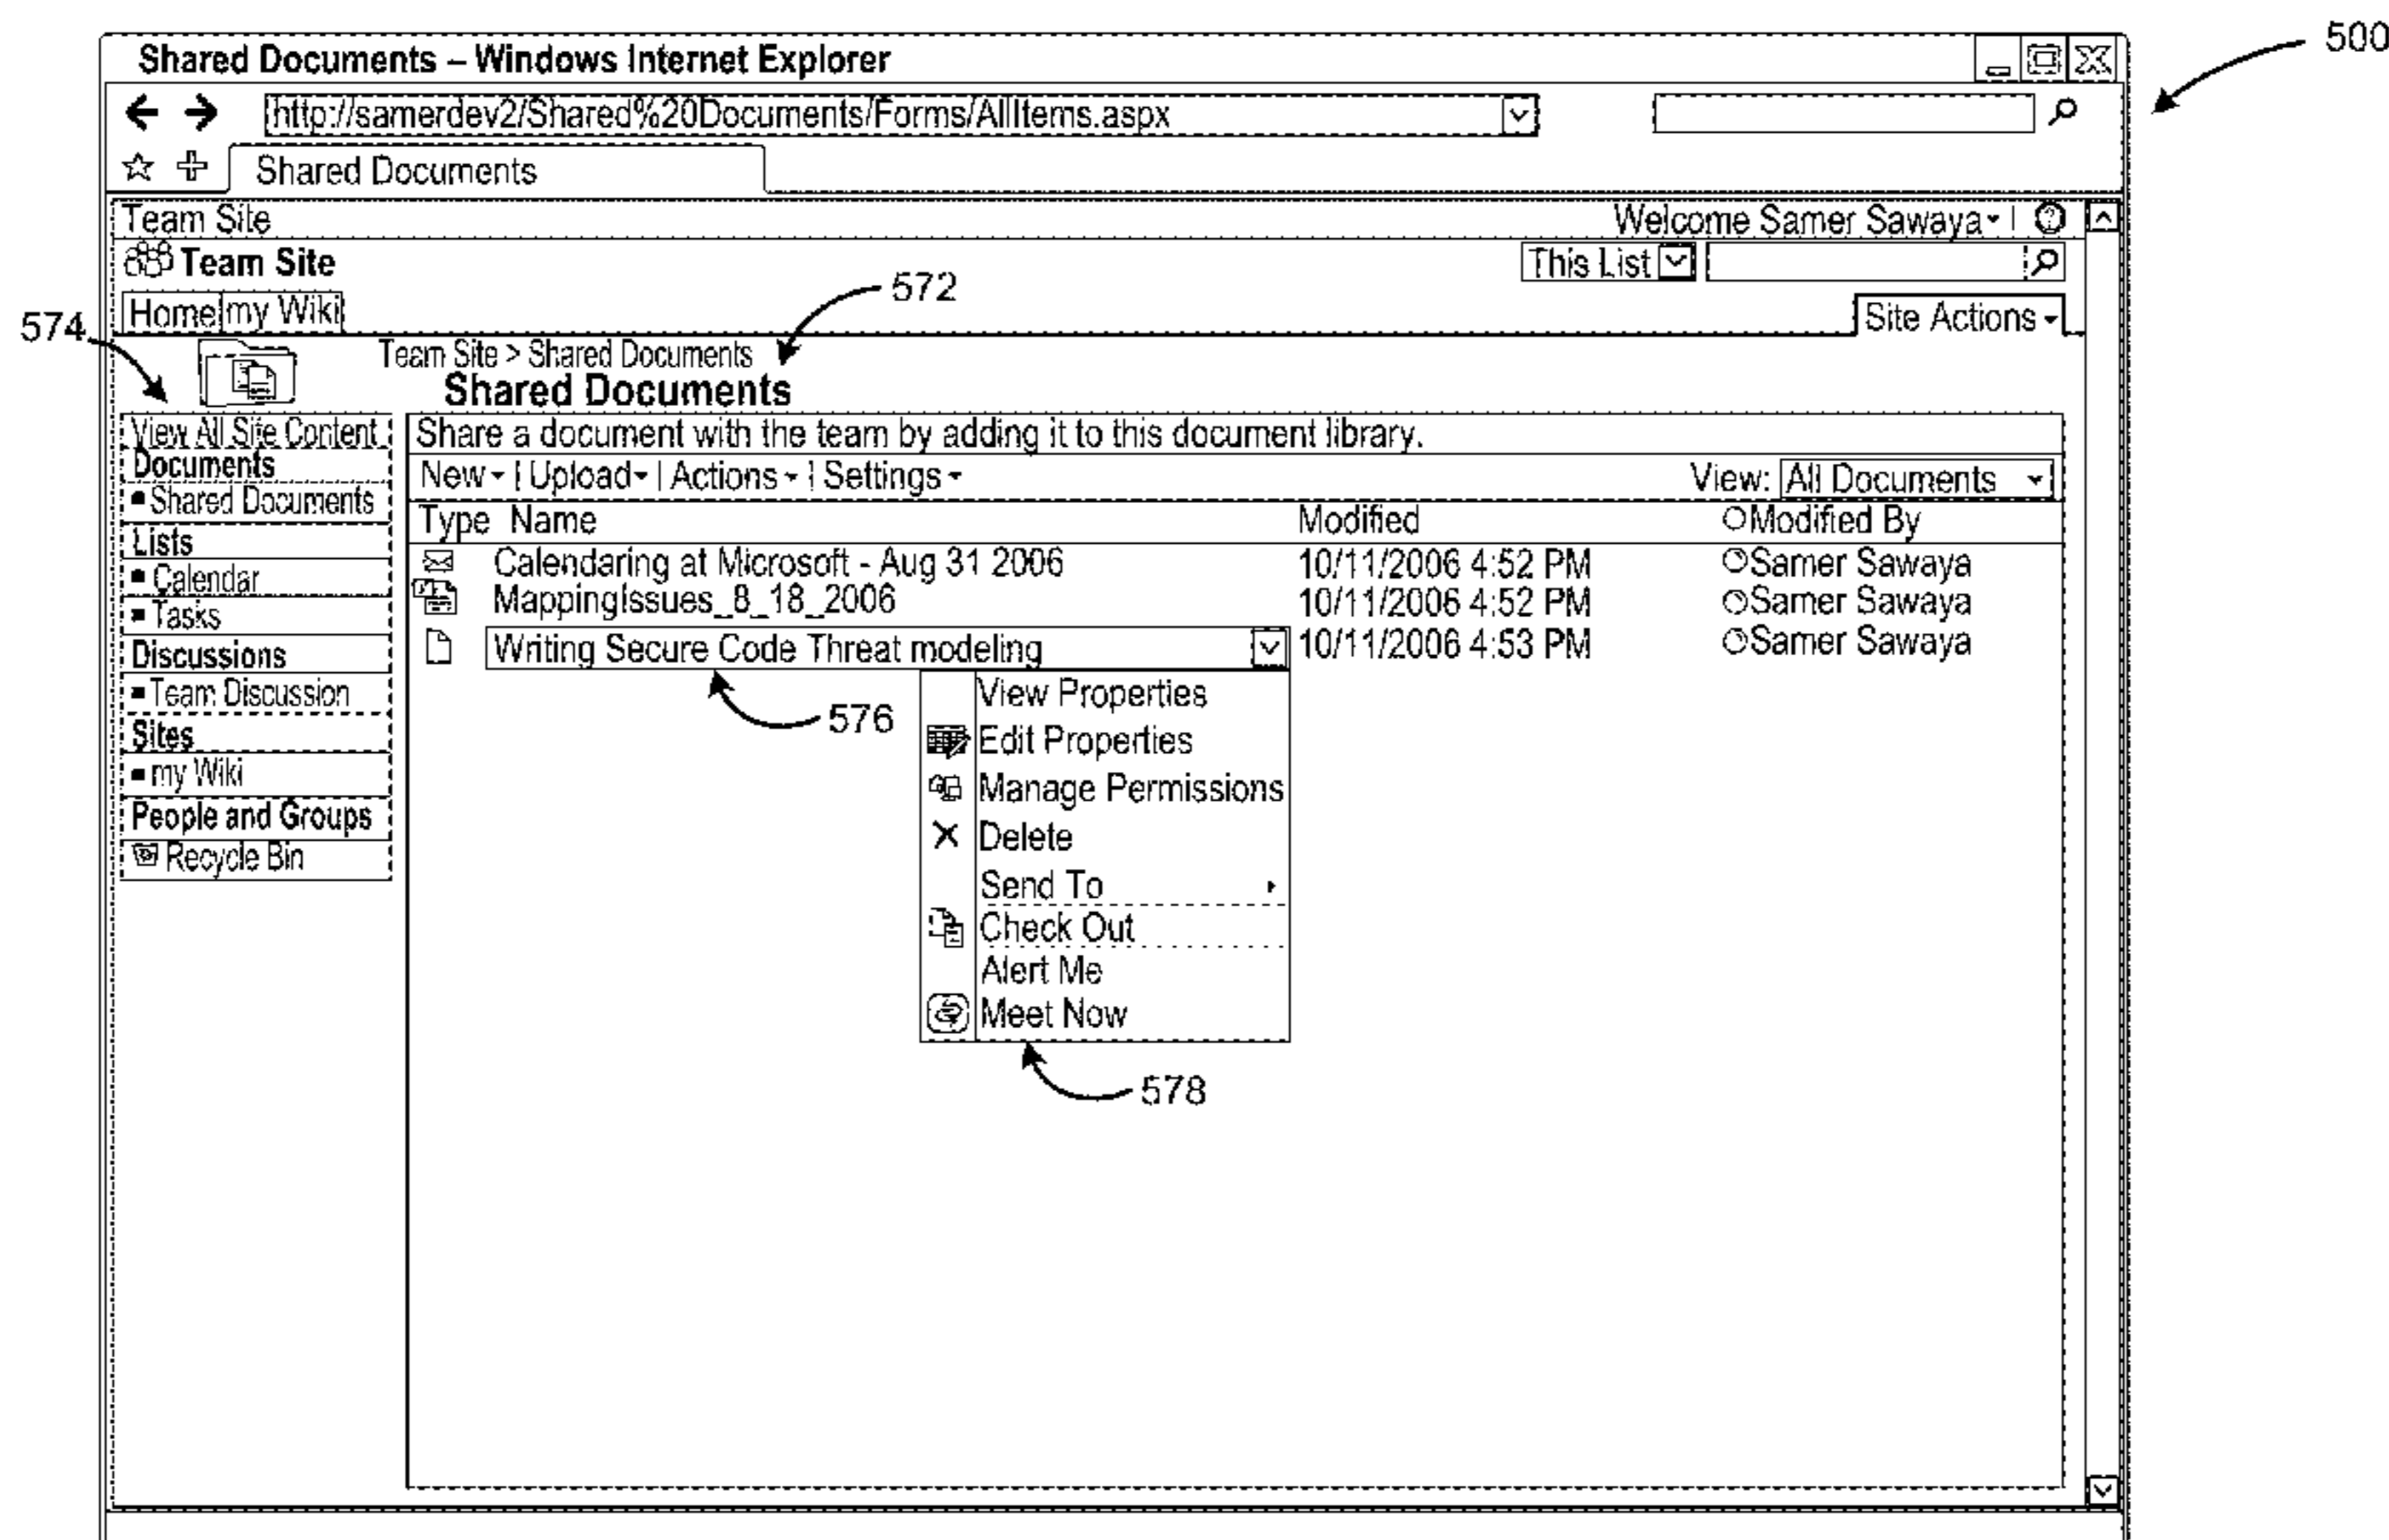 500
Shared Documents – Windows Internet Explorer
http://samerdev2/Shared%20Documents/Forms/AllItems.aspx
Shared Documents
Team Site Welcome Samer Sawaya
Team Site This List
Home my Wiki 572 Site Actions
574
Team Site > Shared Documents
Shared Documents
View All Site Content
Documents
Shared Documents
Lists
Calendar
Tasks
Discussions
Team Discussion
Sites
my Wiki
People and Groups
Recycle Bin
Share a document with the team by adding it to this document library.
New | Upload | Actions | Settings View: All Documents
Type Name Modified Modified By
Calendaring at Microsoft - Aug 31 2006 10/11/2006 4:52 PM Samer Sawaya
MappingIssues_8_18_2006 10/11/2006 4:52 PM Samer Sawaya
Writing Secure Code Threat modeling 10/11/2006 4:53 PM Samer Sawaya
576
View Properties
Edit Properties
Manage Permissions
Delete
Send To
Check Out
Alert Me
Meet Now
578